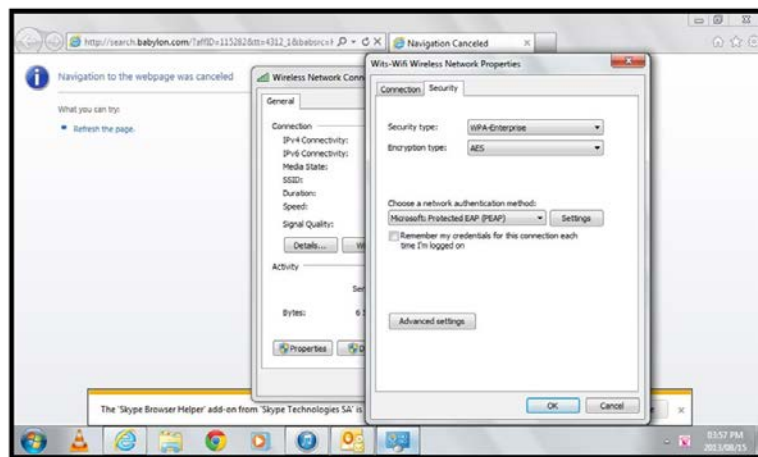 http://search.babylon.com/?affID=115282&tt=4312_1&babsrc=
Navigation Canceled
Navigation to the webpage was canceled
What you can try:
Refresh the page.
Wireless Network Conn
General
Connection
IPv4 Connectivity:
IPv6 Connectivity:
Media State:
SSID:
Duration:
Speed:
Signal Quality:
Details...
Activity
Bytes:
Properties
Wits-Wifi Wireless Network Properties
Connection Security
Security type: WPA-Enterprise
Encryption type: AES
Choose a network authentication method:
Microsoft: Protected EAP (PEAP) Settings
Remember my credentials for this connection each
time I'm logged on
Advanced settings
OK Cancel
The 'Skype Browser Helper' add-on from 'Skype Technologies SA' is
03:57 PM
2013/08/15